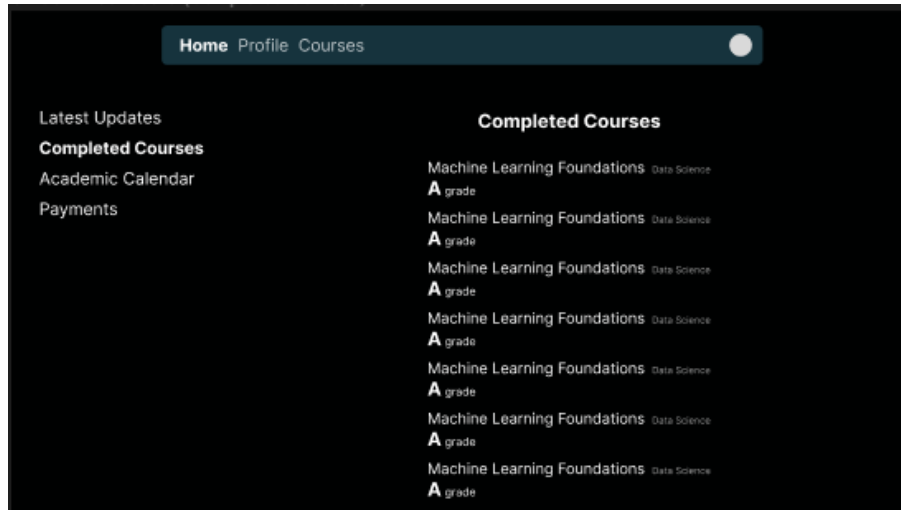 Home Profile Courses
Latest Updates
Completed Courses
Academic Calendar
Payments
Completed Courses
Machine Learning Foundations Data Science
A grade
Machine Learning Foundations Data Science
A grade
Machine Learning Foundations Data Science
A grade
Machine Learning Foundations Data Science
A grade
Machine Learning Foundations Data Science
A grade
Machine Learning Foundations Data Science
A grade
Machine Learning Foundations Data Science
A grade